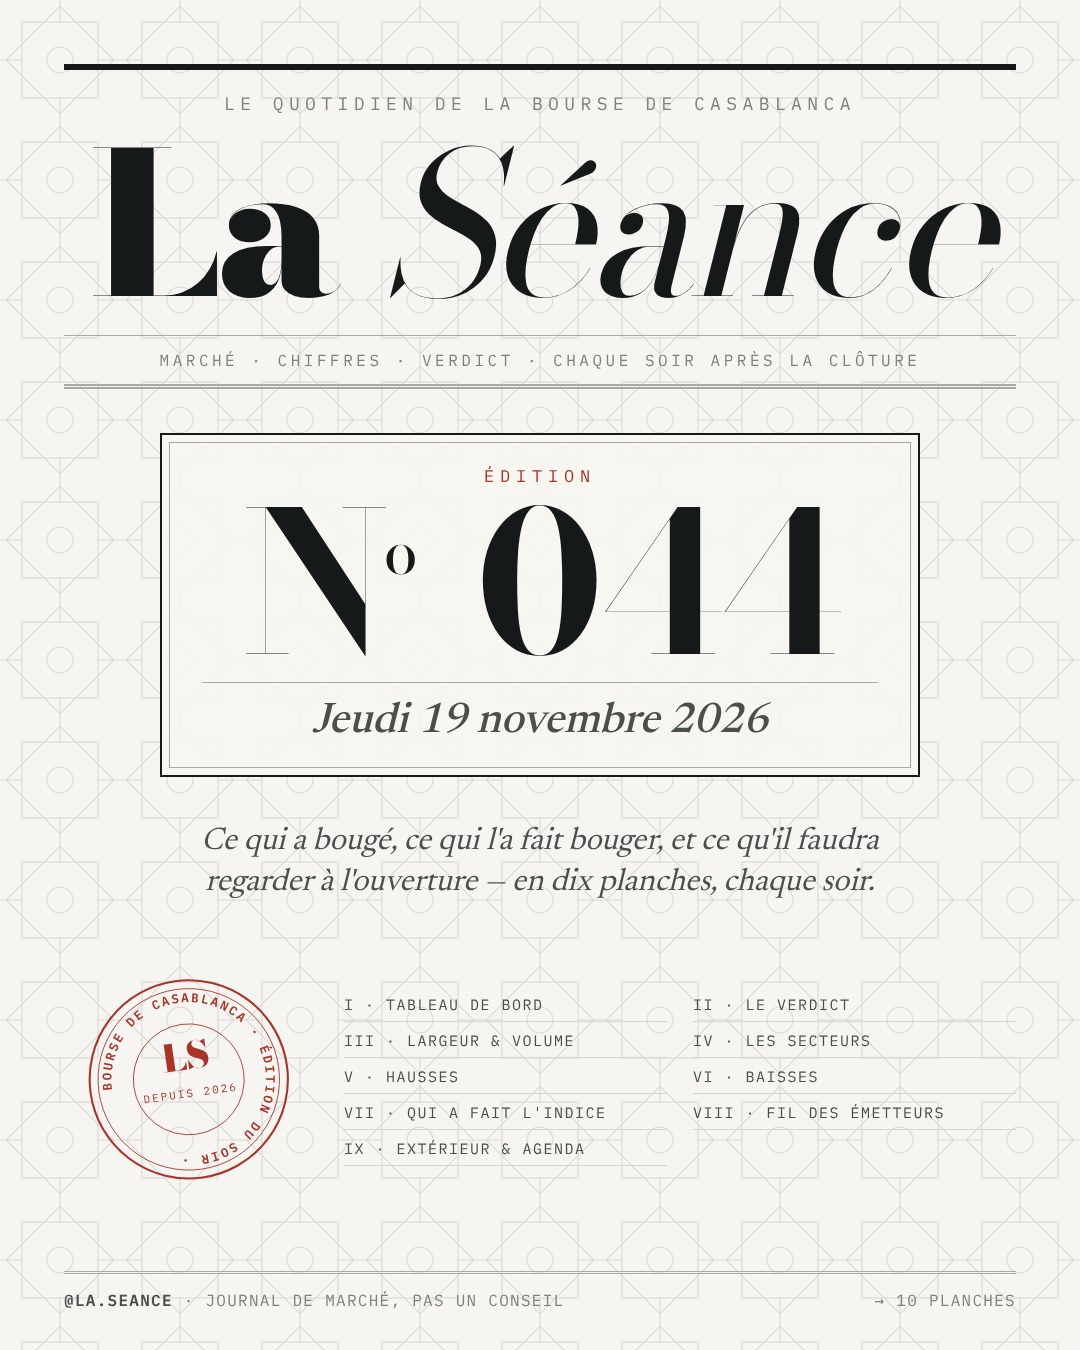 LE QUOTIDIEN DE LA BOURSE DE CASABLANCA
La Séance
MARCHÉ · CHIFFRES · VERDICT · CHAQUE SOIR APRÈS LA CLÔTURE
ÉDITION
Nº 044
Jeudi 19 novembre 2026
Ce qui a bougé, ce qui l'a fait bouger, et ce qu'il faudra
regarder à l'ouverture — en dix planches, chaque soir.
BOURSE DE CASABLANCA · ÉDITION DU SOIR ·
LS
DEPUIS 2026
I · TABLEAU DE BORD
II · LE VERDICT
III · LARGEUR & VOLUME
IV · LES SECTEURS
V · HAUSSES
VI · BAISSES
VII · QUI A FAIT L'INDICE
VIII · FIL DES ÉMETTEURS
IX · EXTÉRIEUR & AGENDA
@LA.SEANCE · JOURNAL DE MARCHÉ, PAS UN CONSEIL
→ 10 PLANCHES